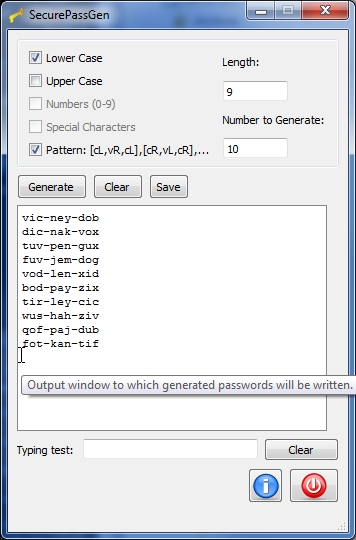 SecurePassGen
Lower Case
Upper Case
Numbers (0-9)
Special Characters
Pattern: [cL,vR,cL],[cR,vL,cR],...
Length:
9
Number to Generate:
10
Generate
Clear
Save
vic-ney-dob
dic-nak-vox
tuv-pen-gux
fuv-jem-dog
vod-len-xid
bod-pay-zix
tir-ley-cic
wus-hah-ziv
qof-paj-dub
fot-kan-tif
Output window to which generated passwords will be written.
Typing test:
Clear